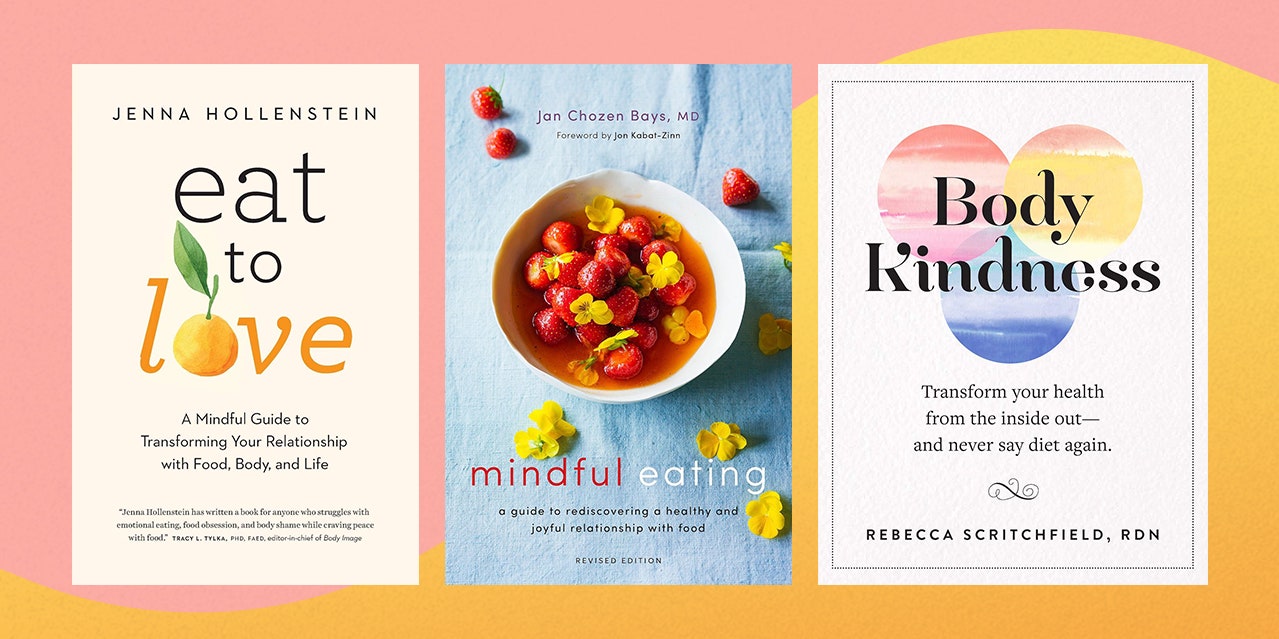 JENNA HOLLENSTEIN
eat
to
love
A Mindful Guide to
Transforming Your Relationship
with Food, Body, and Life
“Jenna Hollenstein has written a book for anyone who struggles with
emotional eating, food obsession, and body shame while craving peace
with food.” TRACY L. TYLKA, PHD, FAED, editor-in-chief of Body Image
Jan Chozen Bays, MD
Foreword by Jon Kabat-Zinn
mindful eating
a guide to rediscovering a healthy and
joyful relationship with food
REVISED EDITION
Body
Kindness
Transform your health
from the inside out—
and never say diet again.
REBECCA SCRITCHFIELD, RDN